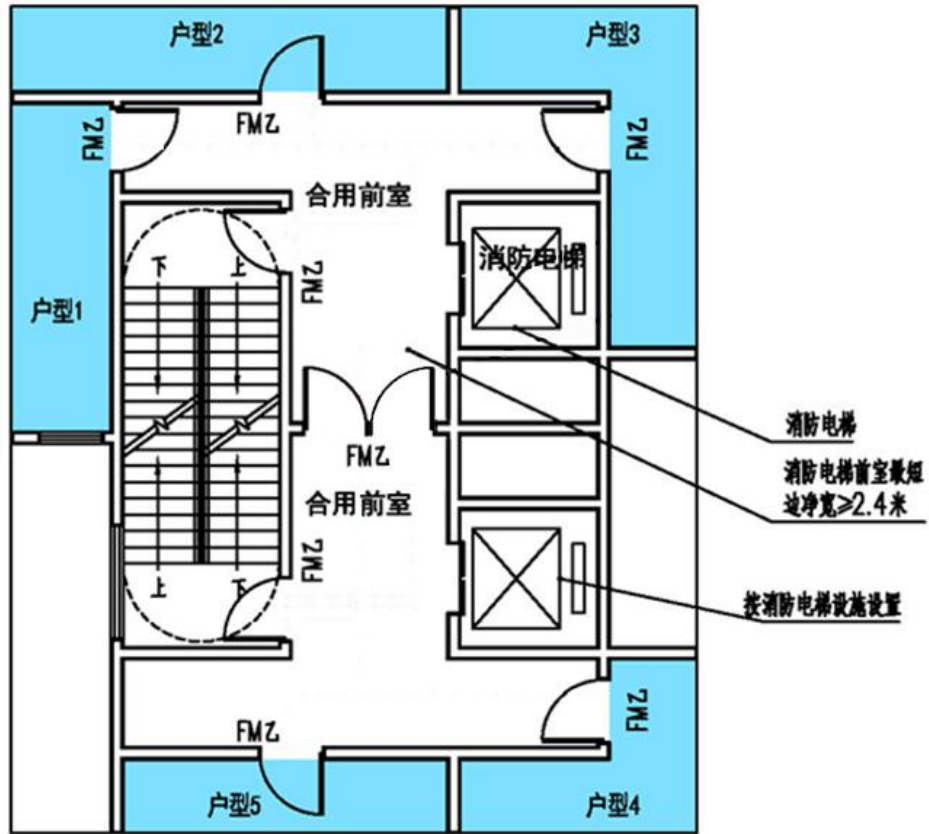 户型2
户型3
FM乙
FM乙
FM乙
合用前室
消防电梯
下
上
FM乙
户型1
消防电梯
FM乙
消防电梯前室最短
边净宽≥2.4米
合用前室
FM乙
上
下
按消防电梯设施设置
FM乙
FM乙
户型5
户型4